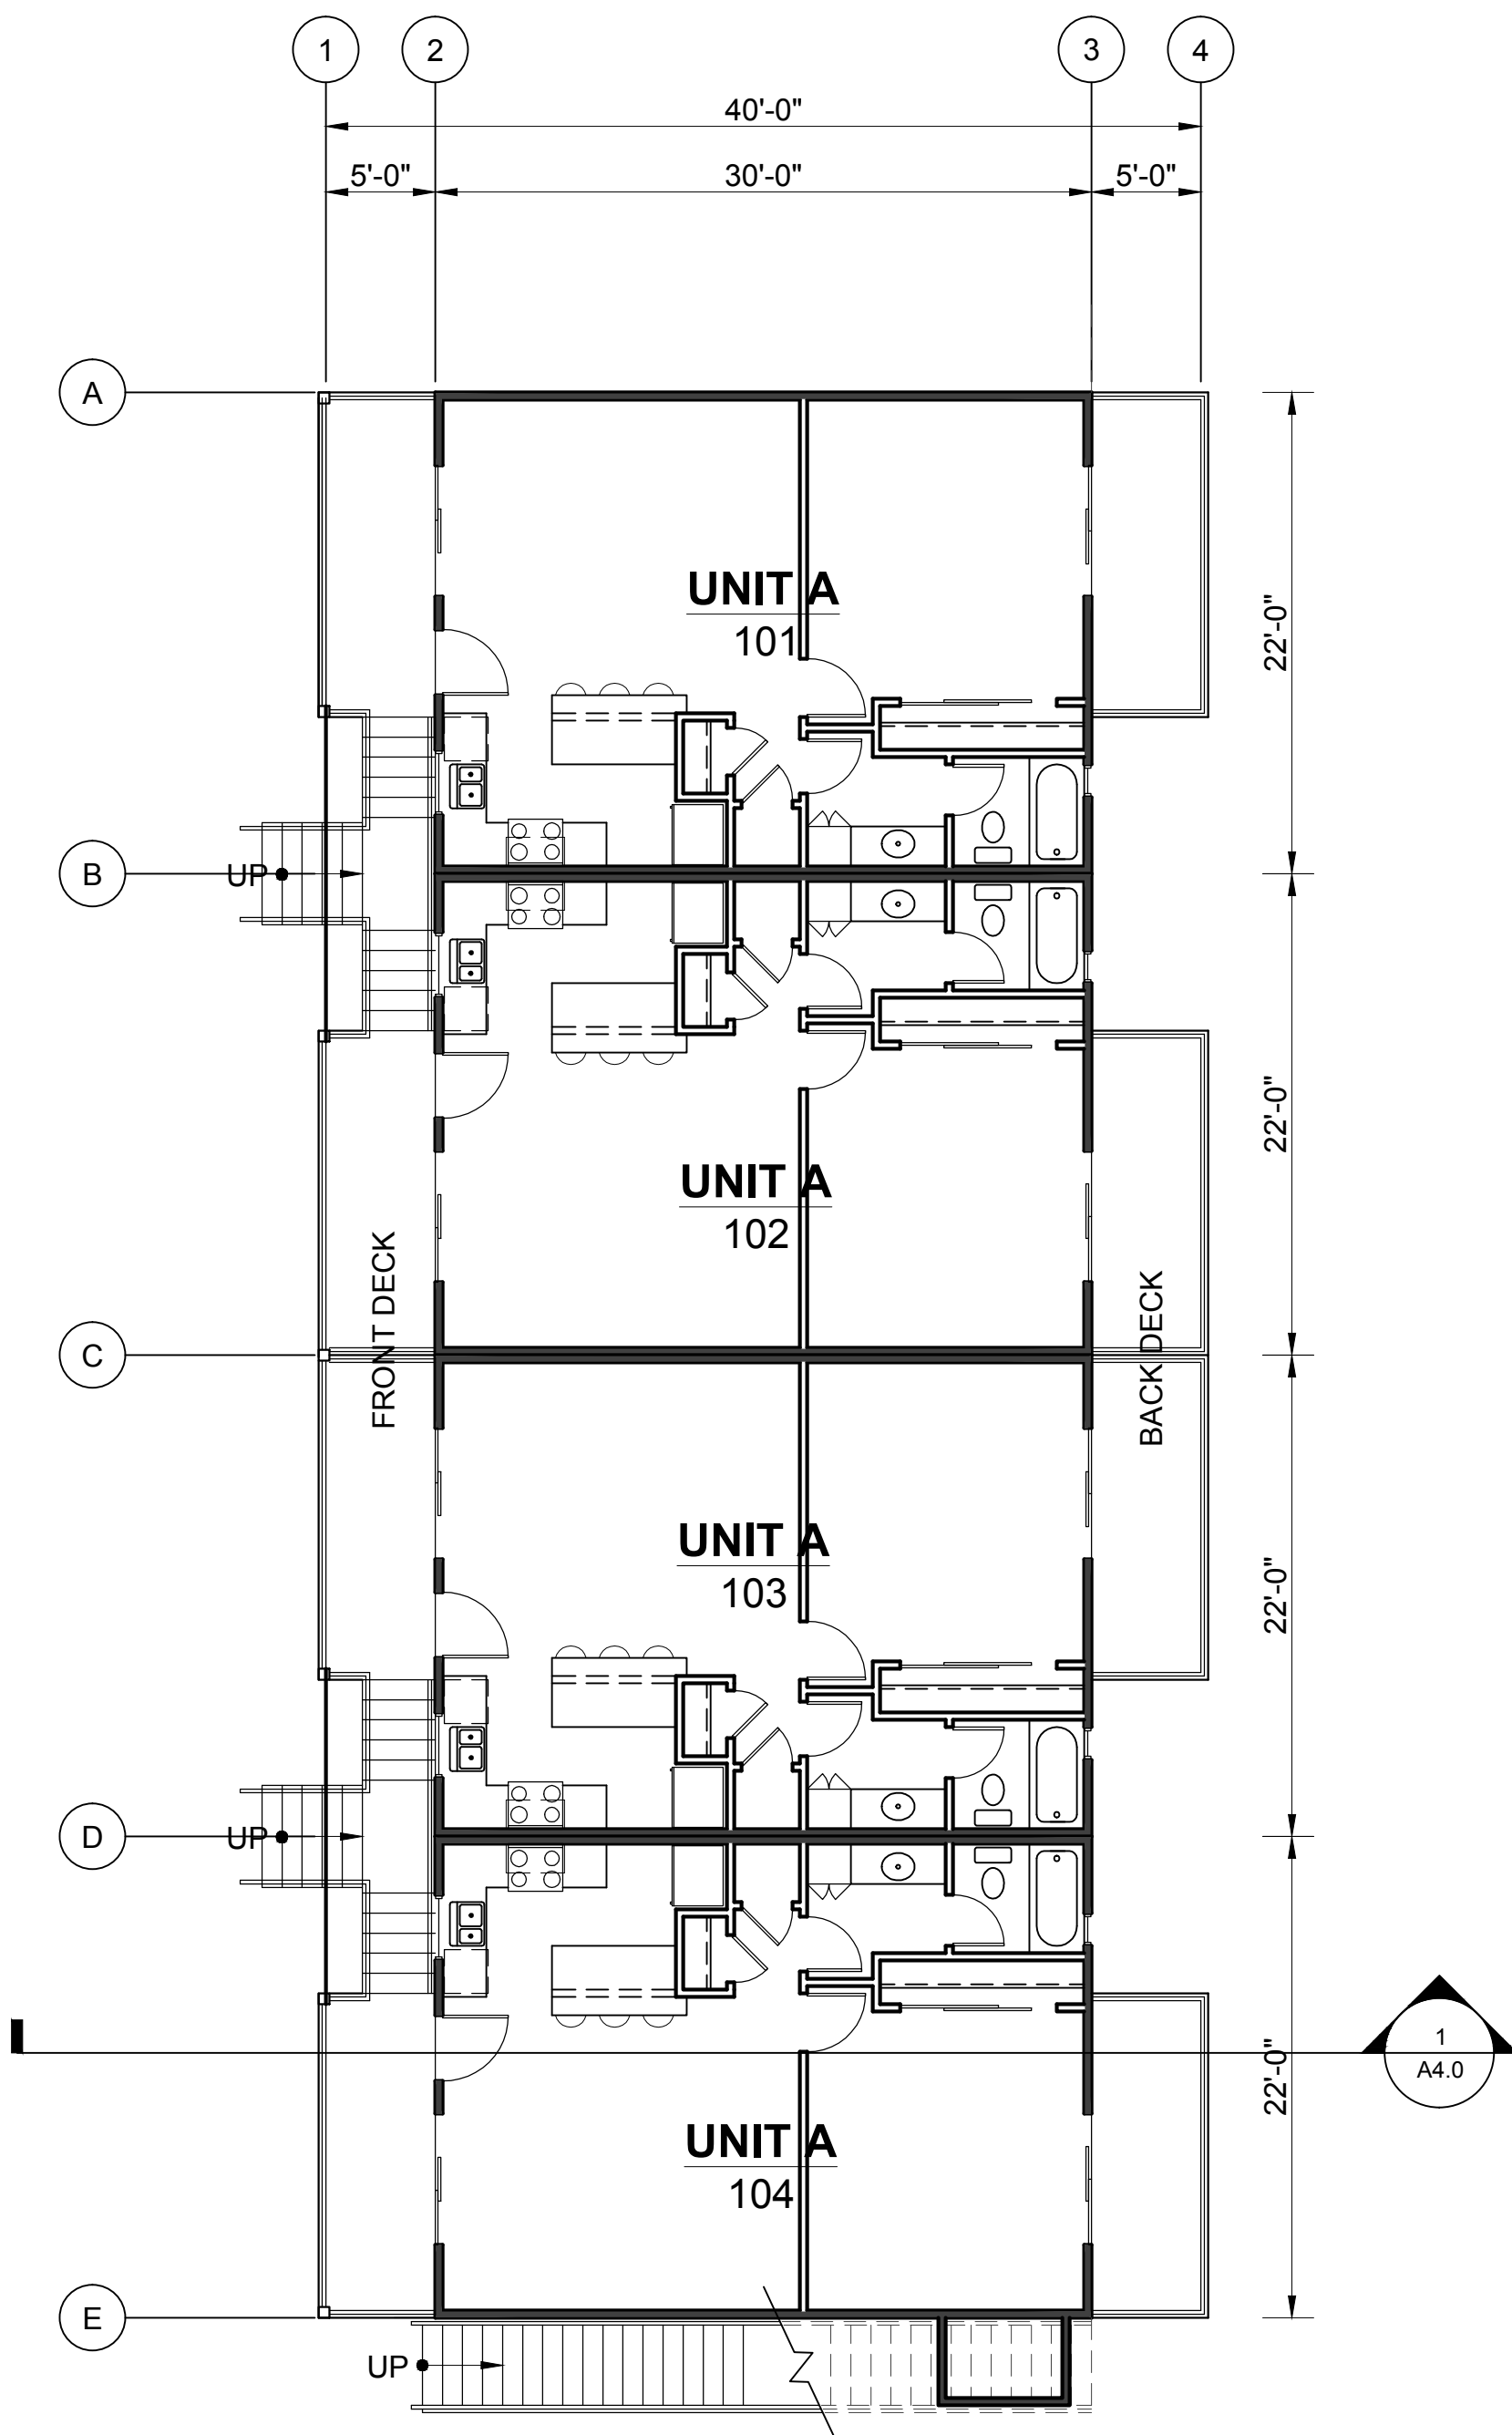 1
2
3
4
40'-0"
5'-0"
30'-0"
5'-0"
A
UNIT A
101
22'-0"
B
UP
22'-0"
UNIT A
102
FRONT DECK
BACK DECK
C
UNIT A
103
22'-0"
D
UP
1
A4.0
22'-0"
UNIT A
104
E
UP